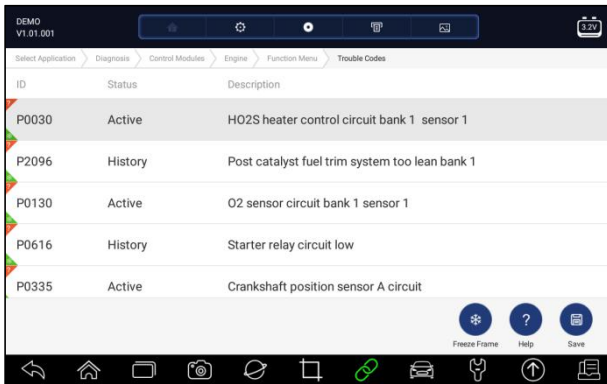 DEMO
V1.01.001
3.2V
Select Application Diagnosis Control Modules Engine Function Menu Trouble Codes
ID Status Description
P0030 Active HO2S heater control circuit bank 1 sensor 1
P2096 History Post catalyst fuel trim system too lean bank 1
P0130 Active O2 sensor circuit bank 1 sensor 1
P0616 History Starter relay circuit low
P0335 Active Crankshaft position sensor A circuit
Freeze Frame Help Save